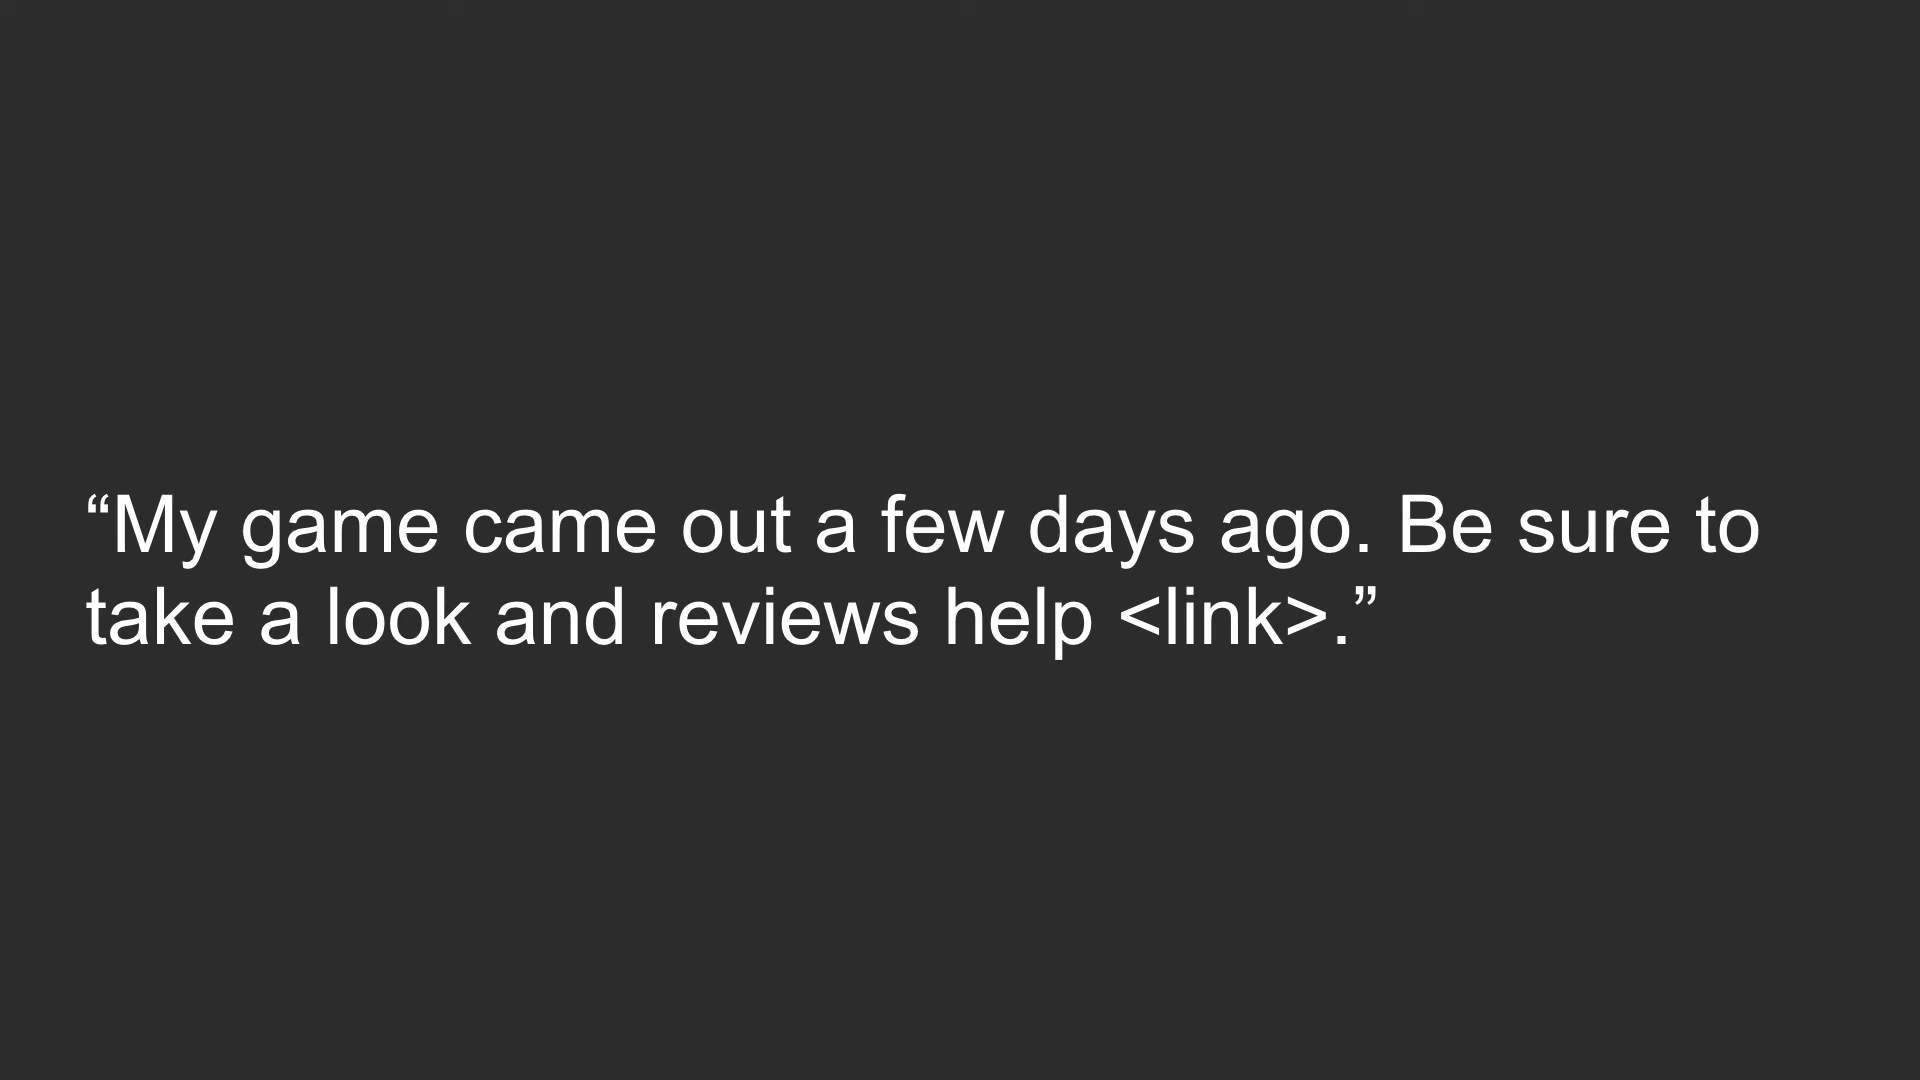 “My game came out a few days ago. Be sure to
take a look and reviews help <link>.”